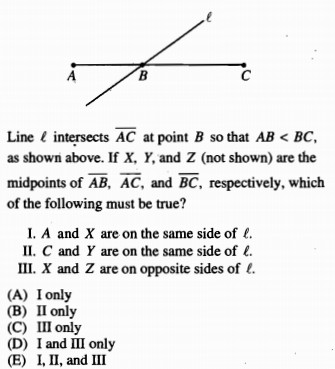 ℓ
A B C
Line ℓ intersects AC at point B so that AB < BC,
as shown above. If X, Y, and Z (not shown) are the
midpoints of AB, AC, and BC, respectively, which
of the following must be true?
I. A and X are on the same side of ℓ.
II. C and Y are on the same side of ℓ.
III. X and Z are on opposite sides of ℓ.
(A) I only
(B) II only
(C) III only
(D) I and III only
(E) I, II, and III